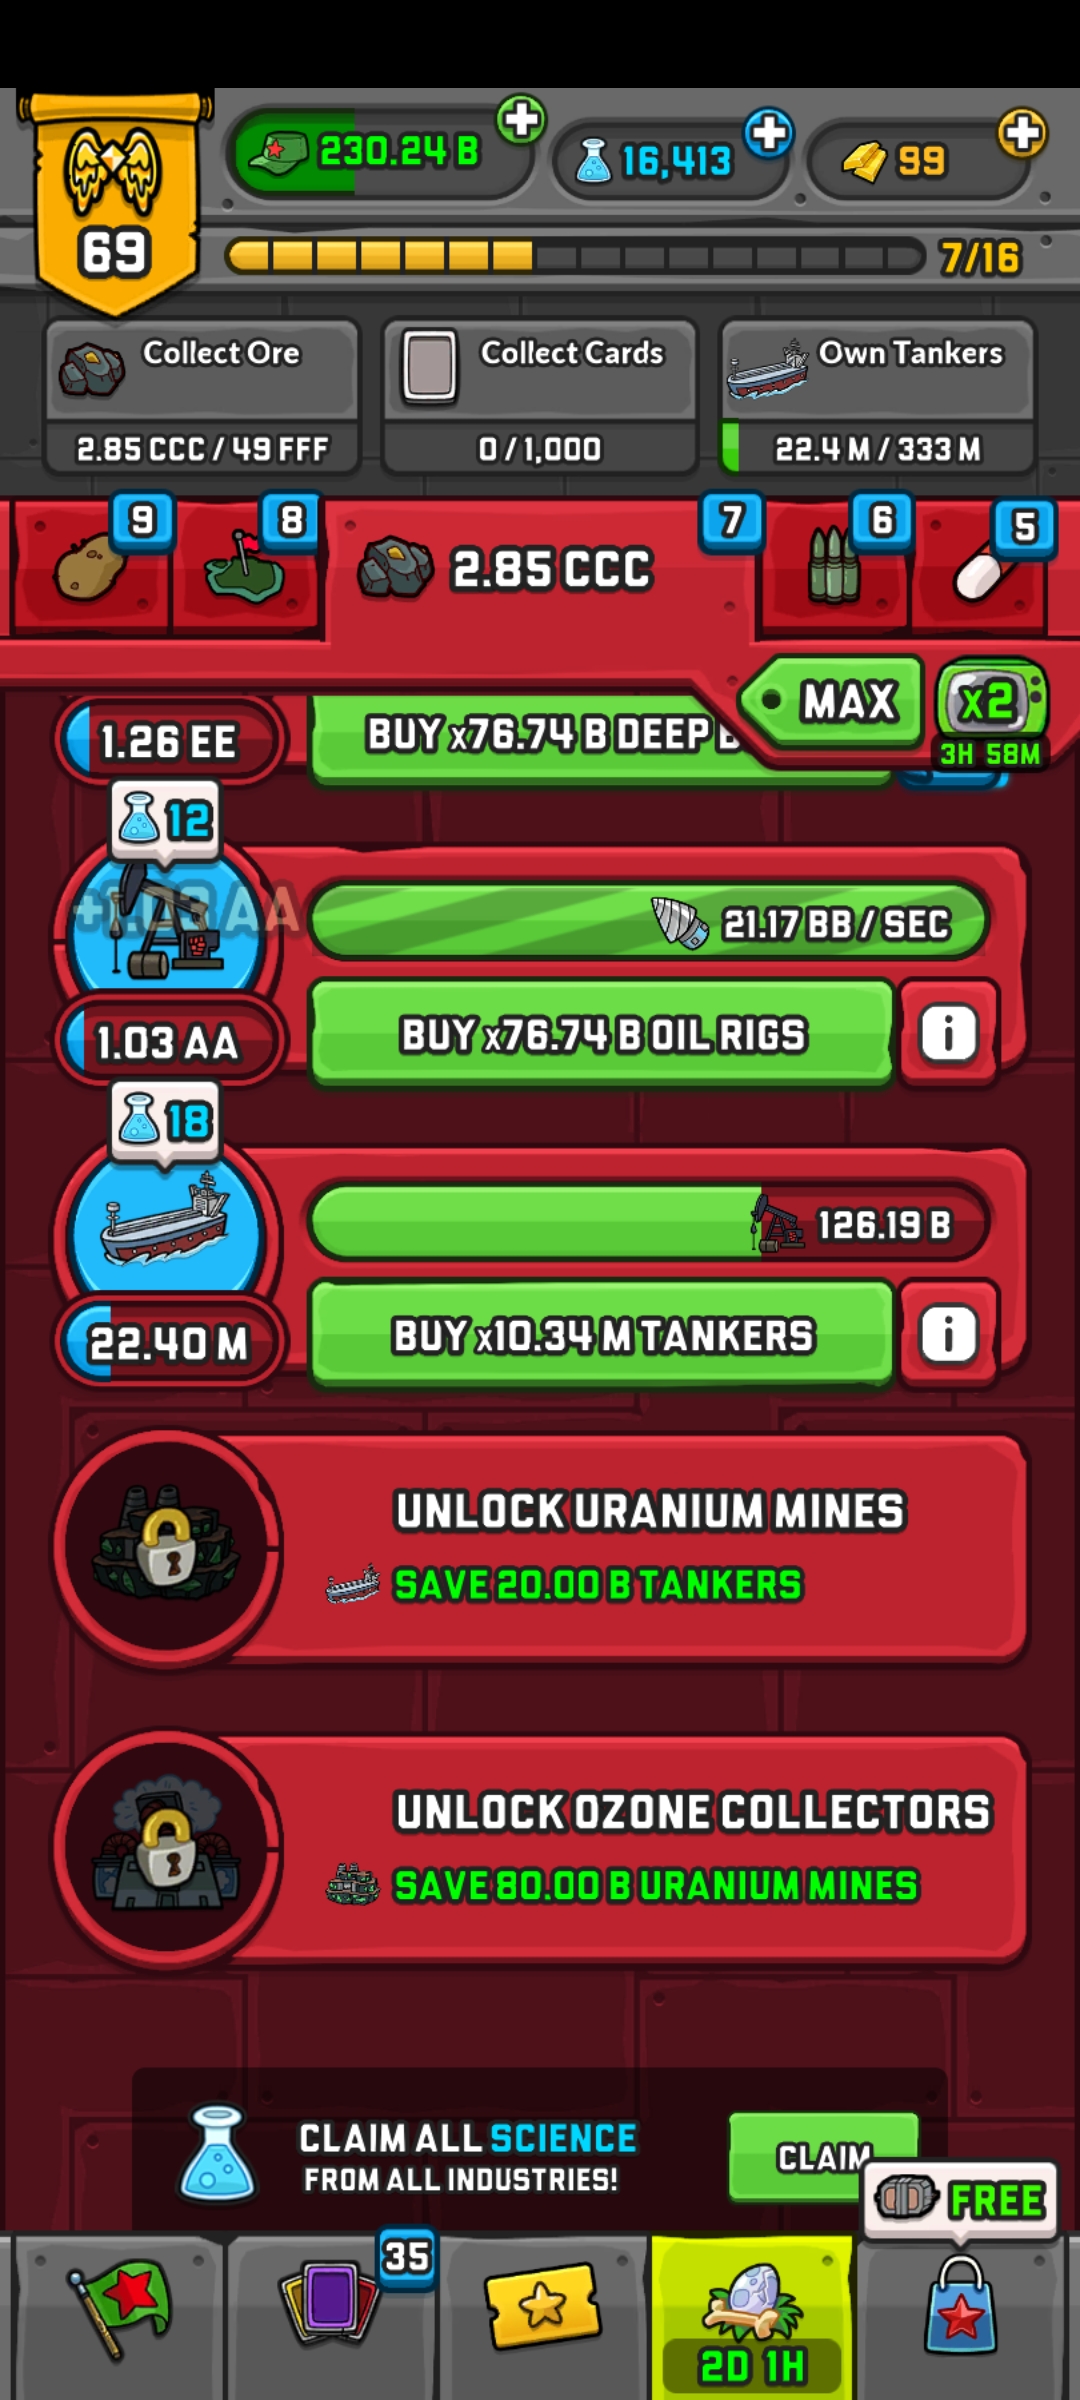 69
230.24 B
16,413
99
7/16
Collect Ore
2.85 CCC / 49 FFF
Collect Cards
0 / 1,000
Own Tankers
22.4 M / 333 M
9
8
2.85 CCC
7
6
5
MAX
x2
3H 58M
1.26 EE
BUY x76.74 B DEEP
12
+1.03 AA
21.17 BB / SEC
1.03 AA
BUY x76.74 B OIL RIGS
i
18
126.19 B
22.40 M
BUY x10.34 M TANKERS
i
UNLOCK URANIUM MINES
SAVE 20.00 B TANKERS
UNLOCK OZONE COLLECTORS
SAVE 80.00 B URANIUM MINES
CLAIM ALL SCIENCE
FROM ALL INDUSTRIES!
CLAIM
FREE
35
2D 1H